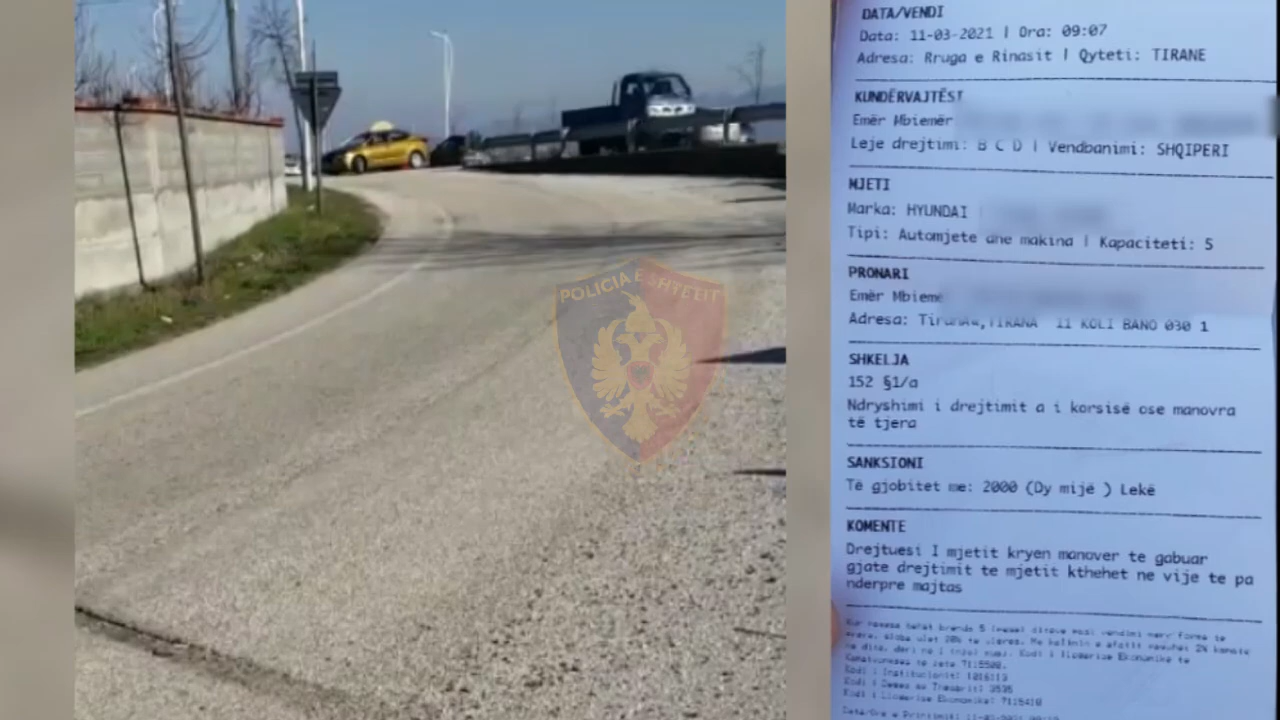 POLICIA E SHTETIT
DATA/VENDI
Data: 11-03-2021 | Ora: 09:07
Adresa: Rruga e Rinasit | Qyteti: TIRANE
KUNDËRVAJTËSI
Emër Mbiemër
Leje drejtimi: B C D | Vendbanimi: SHQIPERI
MJETI
Marka: HYUNDAI
Tipi: Automjete dhe makina | Kapaciteti: 5
PRONARI
Emër Mbiemë
Adresa: TIRANA 11 KOLI BANO 030 1
SHKELJA
152 §1/a
Ndryshimi i drejtimit a i korsisë ose manovra
të tjera
SANKSIONI
Të gjobitet me: 2000 (Dy mijë ) Lekë
KOMENTE
Drejtuesi I mjetit kryen manover te gabuar
gjate drejtimit te mjetit kthehet ne vije te pa
nderpre majtas